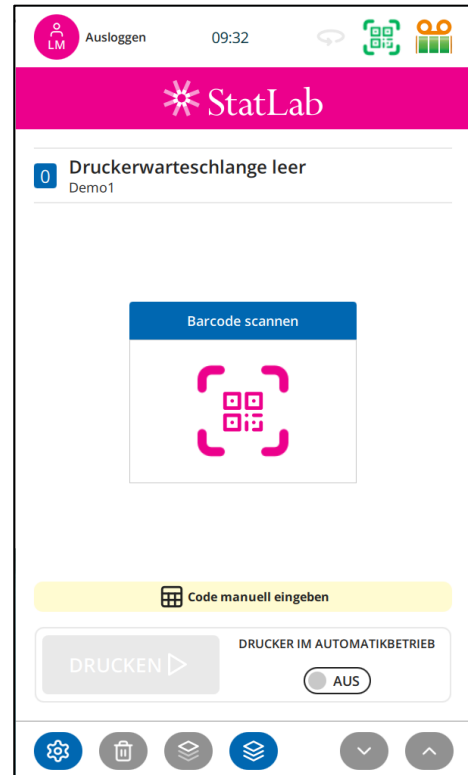 LM
Ausloggen
09:32
StatLab
0
Druckerwarteschlange leer
Demo1
Barcode scannen
Code manuell eingeben
DRUCKEN
DRUCKER IM AUTOMATIKBETRIEB
AUS